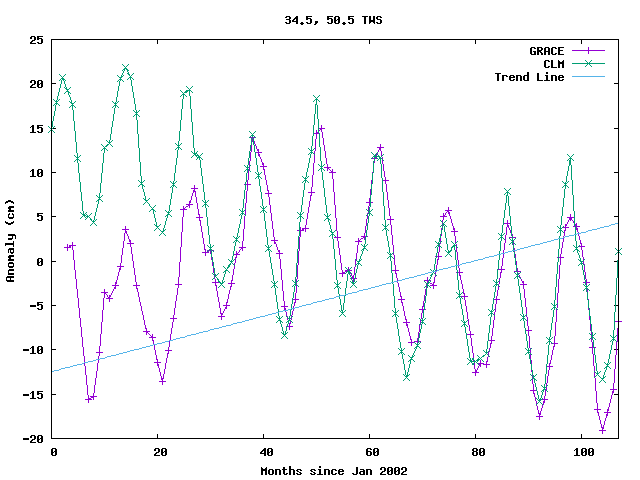 34.5, 50.5 TWS
GRACE
CLM
Trend Line
25
20
15
10
5
0
-5
-10
-15
-20
Anomaly (cm)
0 20 40 60 80 100
Months since Jan 2002